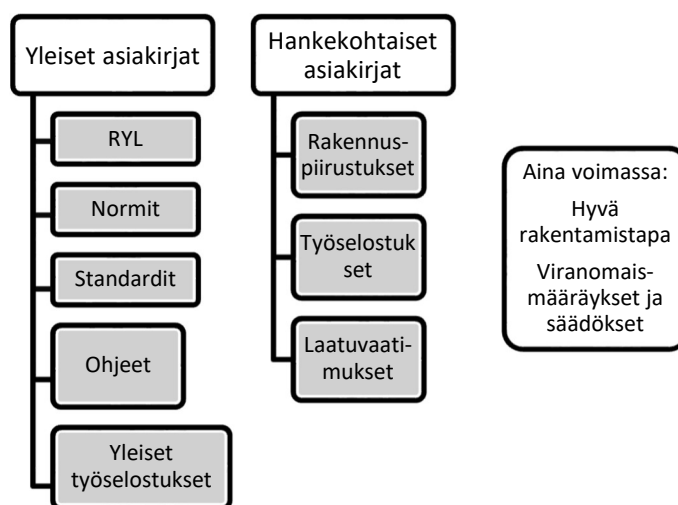 Yleiset asiakirjat
RYL
Normit
Standardit
Ohjeet
Yleiset
työselostukset
Hankekohtaiset
asiakirjat
Rakennus-
piirustukset
Työselostuk
set
Laatuvaati-
mukset
Aina voimassa:
Hyvä
rakentamistapa
Viranomais-
määräykset ja
säädökset